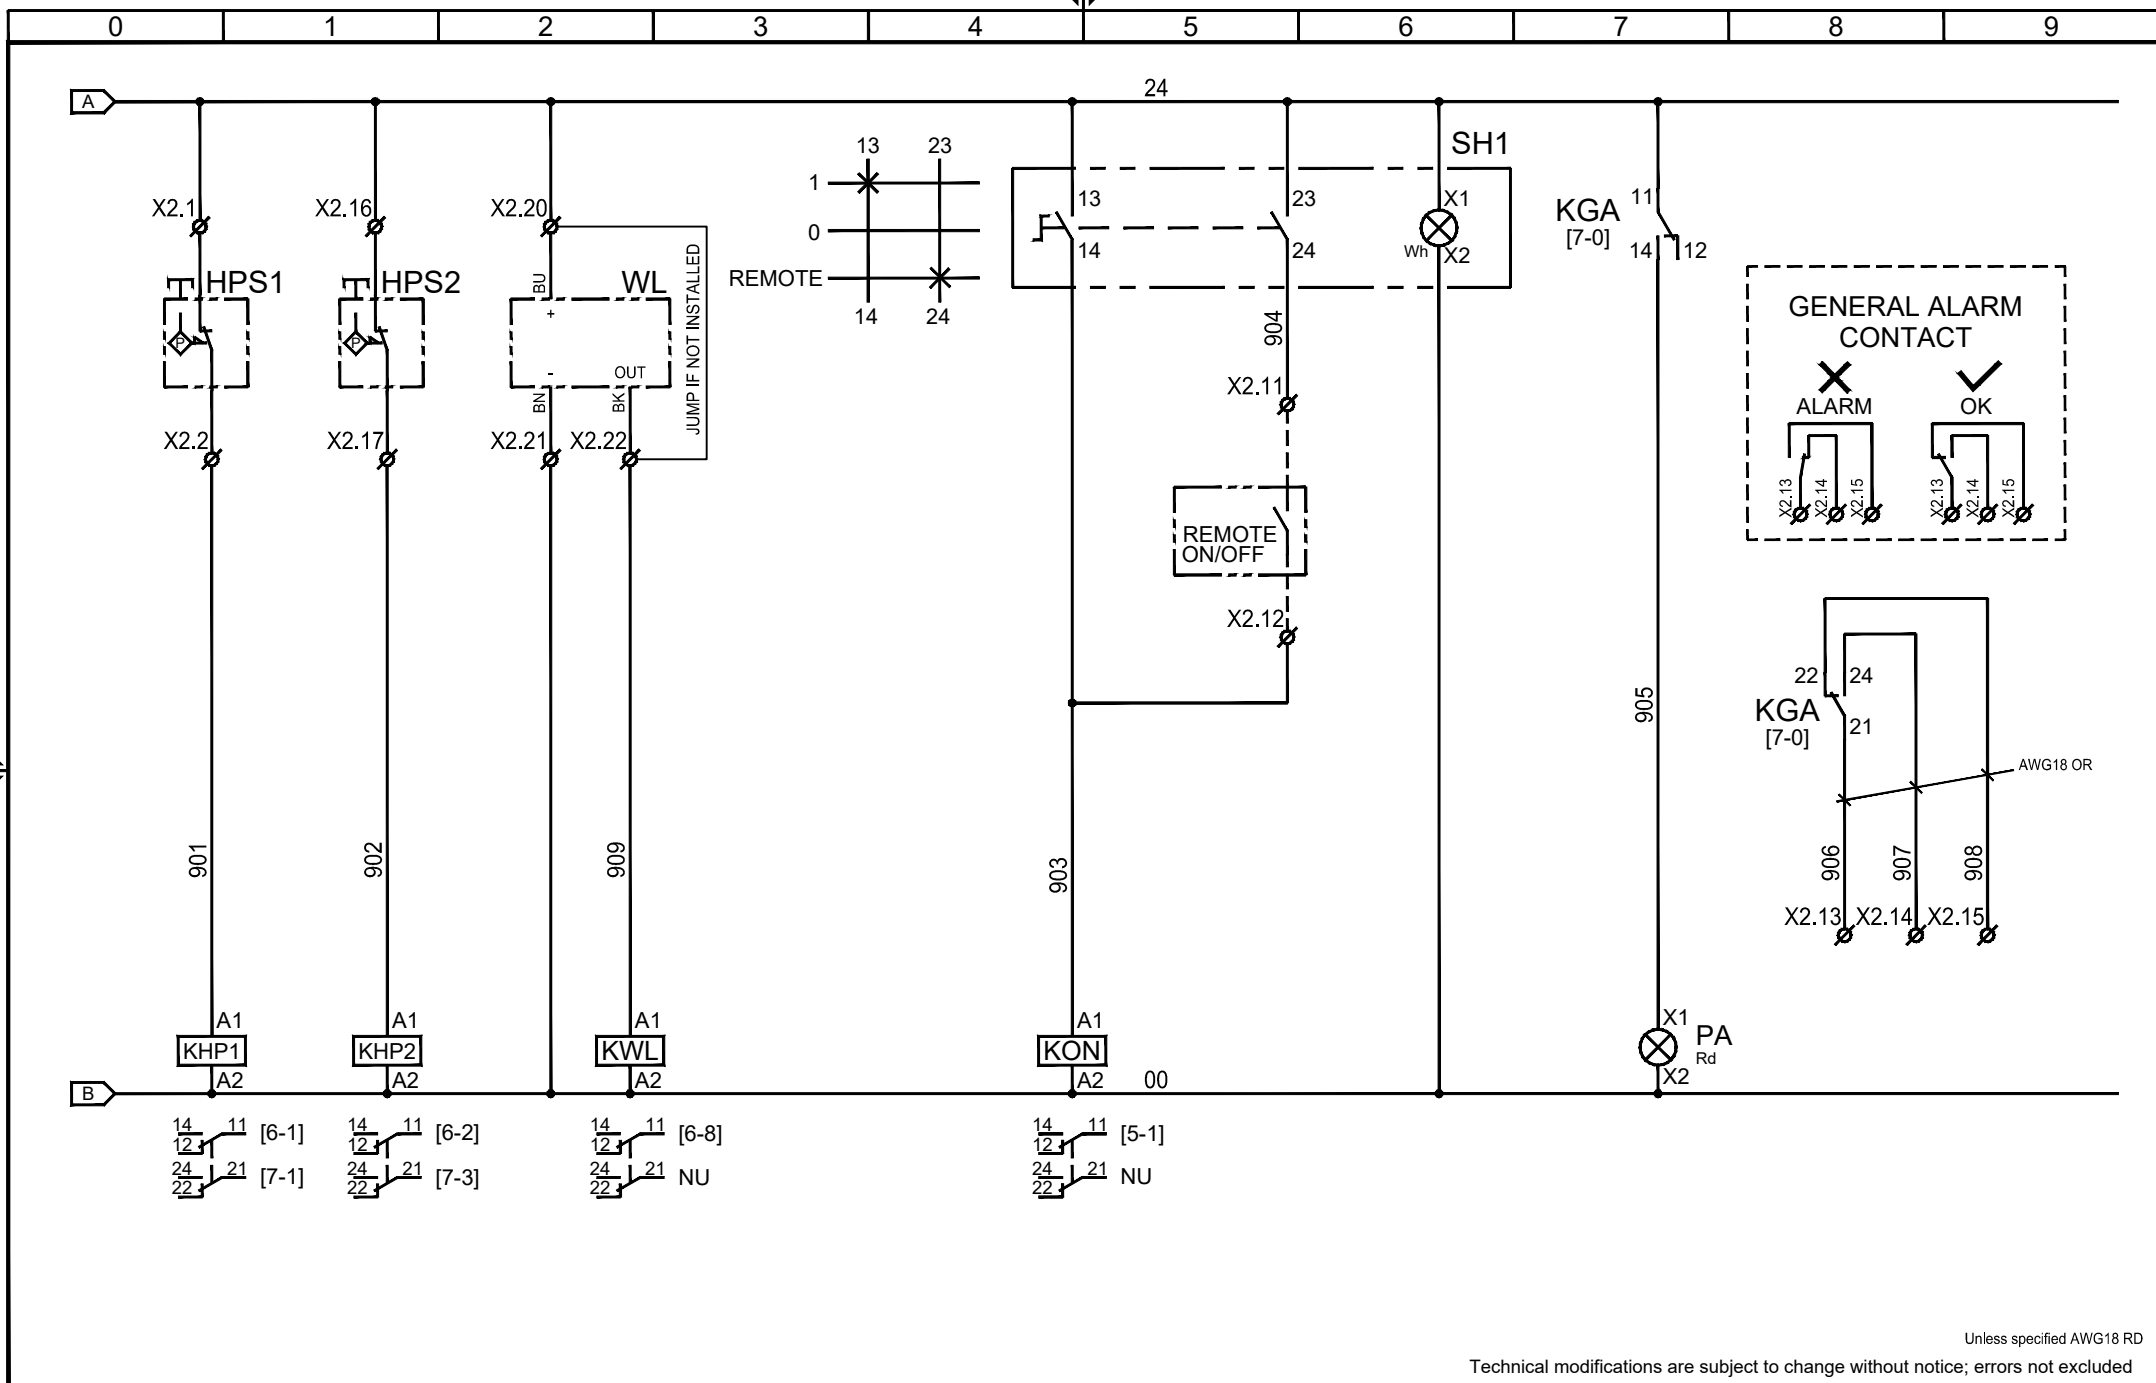 0 1 2 3 4 5 6 7 8 9
A
24
13 23
1
0
REMOTE
14 24
SH1
X2.1
X2.16
X2.20
HPS1
HPS2
WL
P
P
BU
+
-
OUT
BN
BK
JUMP IF NOT INSTALLED
X2.2
X2.17
X2.21
X2.22
13
14
23
24
X1
Wh
X2
904
X2.11
REMOTE
ON/OFF
X2.12
KGA
[7-0]
11
14
12
905
GENERAL ALARM
CONTACT
ALARM
OK
X2.13
X2.14
X2.15
X2.13
X2.14
X2.15
22
24
KGA
[7-0]
21
AWG18 OR
906
907
908
X2.13
X2.14
X2.15
901
902
909
903
A1
KHP1
A2
A1
KHP2
A2
A1
KWL
A2
A1
KON
A2
00
X1
PA
Rd
X2
B
14 11 [6-1]
12
24 21 [7-1]
22
14 11 [6-2]
12
24 21 [7-3]
22
14 11 [6-8]
12
24 21 NU
22
14 11 [5-1]
12
24 21 NU
22
Unless specified AWG18 RD
Technical modifications are subject to change without notice; errors not excluded